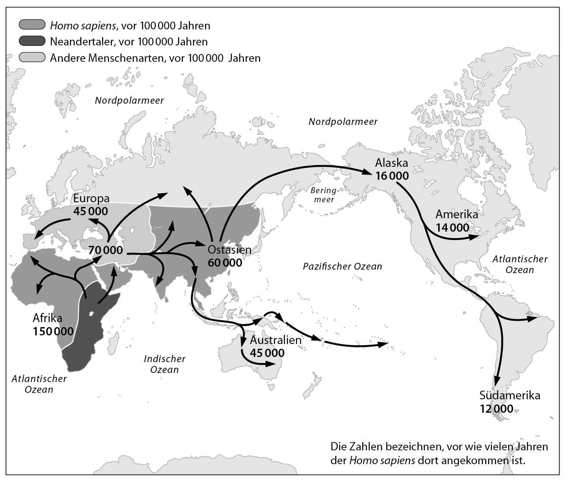 Homo sapiens, vor 100 000 Jahren
Neandertaler, vor 100 000 Jahren
Andere Menschenarten, vor 100 000 Jahren
Nordpolarmeer
Nordpolarmeer
Alaska
16 000
Europa
45 000
Bering-
meer
Amerika
14 000
70 000
Ostasien
60 000
Pazifischer Ozean
Atlantischer
Ozean
Afrika
150 000
Australien
45 000
Indischer
Ozean
Atlantischer
Ozean
Südamerika
12 000
Die Zahlen bezeichnen, vor wie vielen Jahren
der Homo sapiens dort angekommen ist.